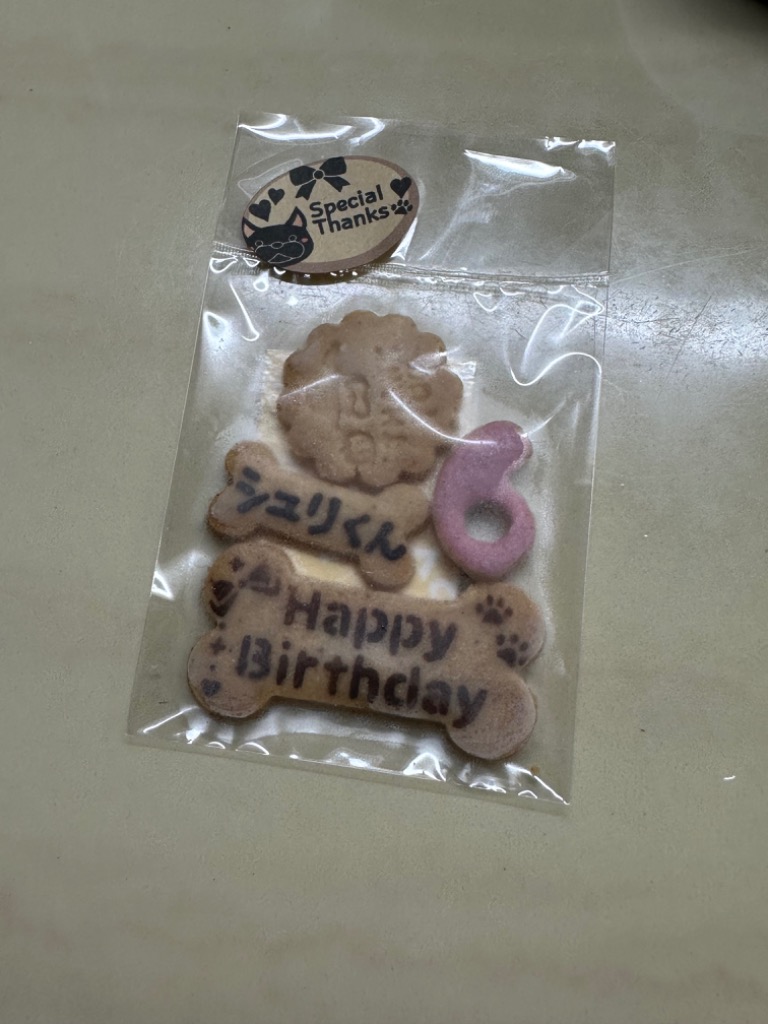 Special
Thanks
シュリくん
6
Happy
Birthday